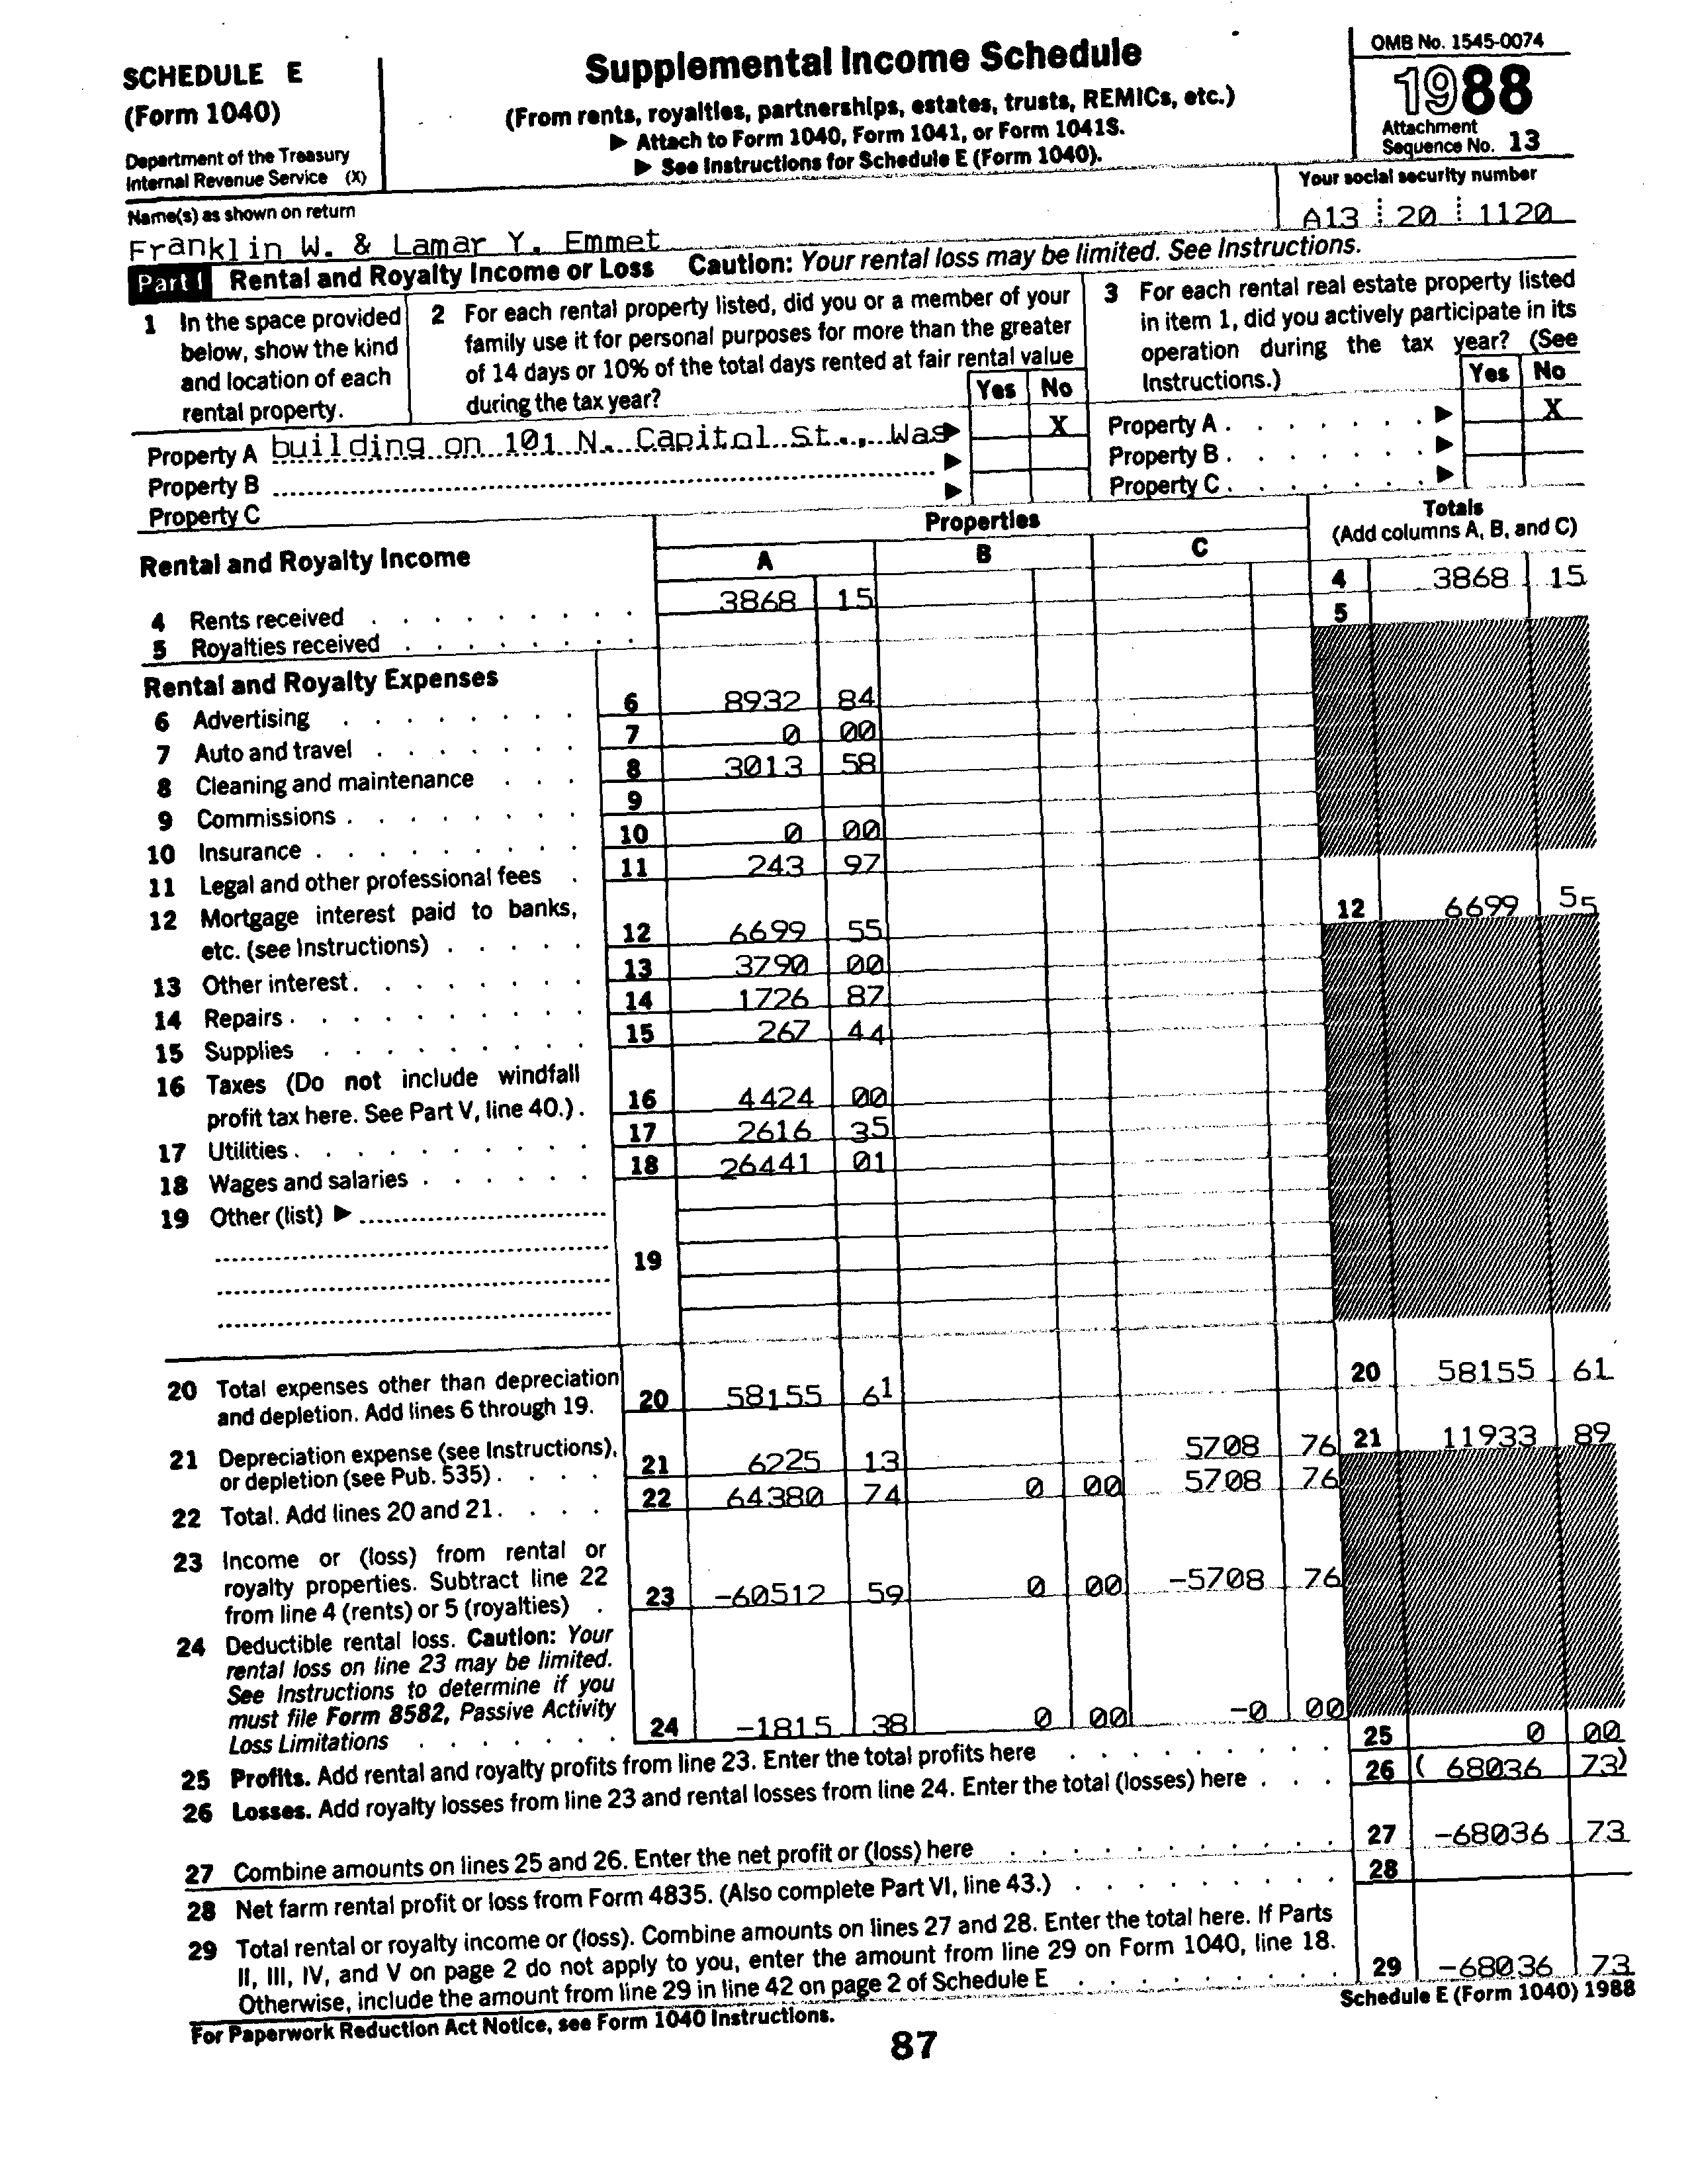 SCHEDULE E
(Form 1040)
Department of the Treasury
Internal Revenue Service (X)
Supplemental Income Schedule
(From rents, royalties, partnerships, estates, trusts, REMICs, etc.)
▶ Attach to Form 1040, Form 1041, or Form 1041S.
▶ See Instructions for Schedule E (Form 1040).
OMB No. 1545-0074
1988
Attachment
Sequence No. 13
Name(s) as shown on return
Franklin W. & Lamar Y. Emmet
Your social security number
A13 20 1120
Part I Rental and Royalty Income or Loss Caution: Your rental loss may be limited. See Instructions.
1 In the space provided
below, show the kind
and location of each
rental property.
2 For each rental property listed, did you or a member of your
family use it for personal purposes for more than the greater
of 14 days or 10% of the total days rented at fair rental value
during the tax year?
Yes No
3 For each rental real estate property listed
in item 1, did you actively participate in its
operation during the tax year? (See
Instructions.)
Yes No
Property A building on 101 N. Capitol St., Was▶ X
Property B ▶
Property C ▶
Property A . . . . . . . ▶ X
Property B . . . . . . . ▶
Property C . . . . . . . ▶
Rental and Royalty Income
Properties
A B C
Totals
(Add columns A, B, and C)
4 Rents received 3868 15 4 3868 15
5 Royalties received 5
Rental and Royalty Expenses
6 Advertising 6 8932 84
7 Auto and travel 7 0 00
8 Cleaning and maintenance 8 3013 58
9 Commissions 9
10 Insurance 10 0 00
11 Legal and other professional fees 11 243 97
12 Mortgage interest paid to banks,
etc. (see Instructions) 12 6699 55 12 6699 55
13 Other interest 13 3790 00
14 Repairs 14 1726 87
15 Supplies 15 267 44
16 Taxes (Do not include windfall
profit tax here. See Part V, line 40.) 16 4424 00
17 Utilities 17 2616 35
18 Wages and salaries 18 26441 01
19 Other (list) ▶
19
20 Total expenses other than depreciation
and depletion. Add lines 6 through 19. 20 58155 61 20 58155 61
21 Depreciation expense (see Instructions),
or depletion (see Pub. 535) 21 6225 13 5708 76 21 11933 89
22 Total. Add lines 20 and 21. 22 64380 74 0 00 5708 76
23 Income or (loss) from rental or
royalty properties. Subtract line 22
from line 4 (rents) or 5 (royalties) 23 -60512 59 0 00 -5708 76
24 Deductible rental loss. Caution: Your
rental loss on line 23 may be limited.
See Instructions to determine if you
must file Form 8582, Passive Activity
Loss Limitations 24 -1815 38 0 00 -0 00
25 Profits. Add rental and royalty profits from line 23. Enter the total profits here 25 0 00
26 Losses. Add royalty losses from line 23 and rental losses from line 24. Enter the total (losses) here 26 ( 68036 73)
27 Combine amounts on lines 25 and 26. Enter the net profit or (loss) here 27 -68036 73
28 Net farm rental profit or loss from Form 4835. (Also complete Part VI, line 43.) 28
29 Total rental or royalty income or (loss). Combine amounts on lines 27 and 28. Enter the total here. If Parts
II, III, IV, and V on page 2 do not apply to you, enter the amount from line 29 on Form 1040, line 18.
Otherwise, include the amount from line 29 in line 42 on page 2 of Schedule E 29 -68036 73
For Paperwork Reduction Act Notice, see Form 1040 Instructions.
Schedule E (Form 1040) 1988
87